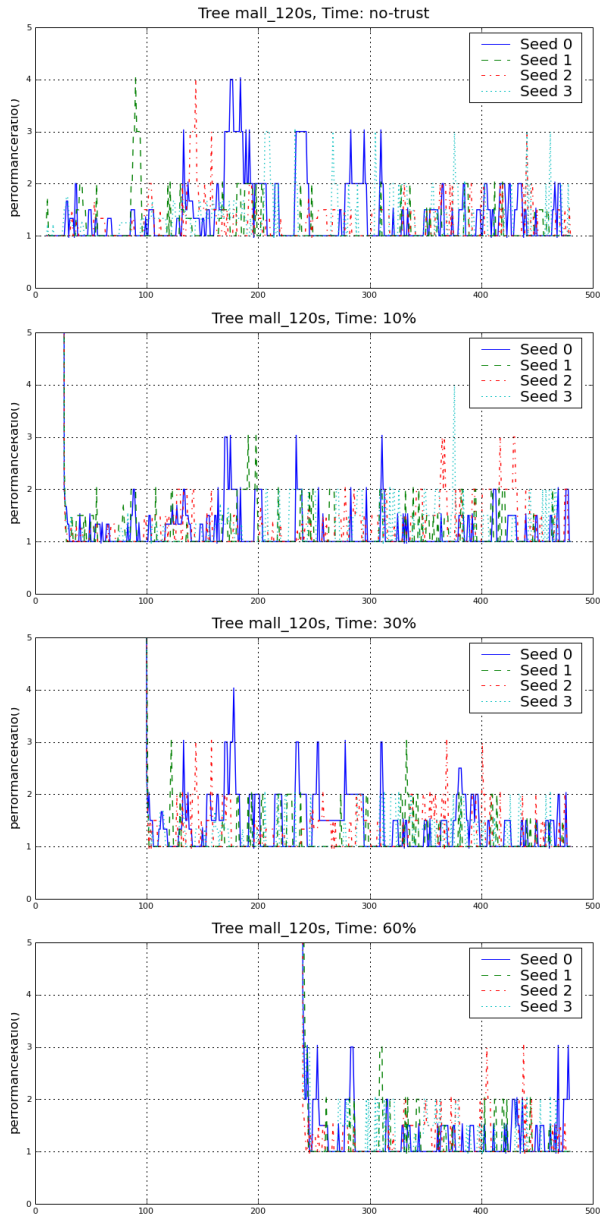 Tree mall_120s, Time: no-trust
5
4
3
2
1
0
performanceRatio()
Seed 0
Seed 1
Seed 2
Seed 3
0 100 200 300 400 500
Tree mall_120s, Time: 10%
5
4
3
2
1
0
performanceRatio()
Seed 0
Seed 1
Seed 2
Seed 3
0 100 200 300 400 500
Tree mall_120s, Time: 30%
5
4
3
2
1
0
performanceRatio()
Seed 0
Seed 1
Seed 2
Seed 3
0 100 200 300 400 500
Tree mall_120s, Time: 60%
5
4
3
2
1
0
performanceRatio()
Seed 0
Seed 1
Seed 2
Seed 3
0 100 200 300 400 500